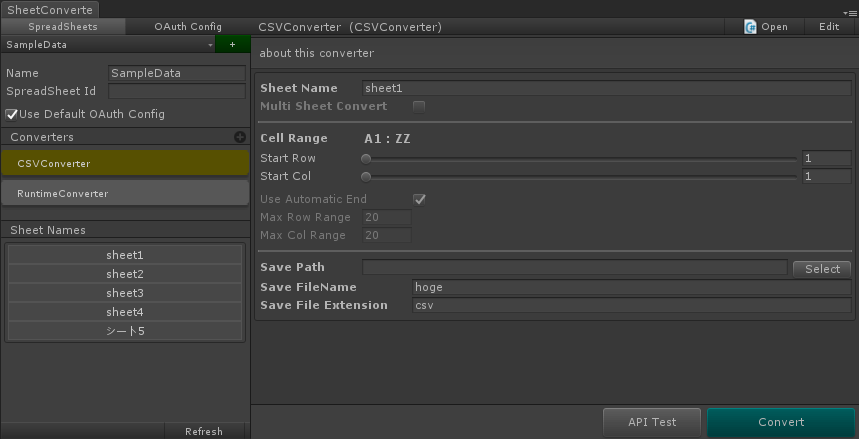 SheetConverte
SpreadSheets
OAuth Config
CSVConverter (CSVConverter)
Open
Edit
SampleData
+
about this converter
Name
SampleData
SpreadSheet Id
Use Default OAuth Config
Converters
CSVConverter
RuntimeConverter
Sheet Names
sheet1
sheet2
sheet3
sheet4
シート5
Refresh
Sheet Name
sheet1
Multi Sheet Convert
Cell Range
A1 : ZZ
Start Row
1
Start Col
1
Use Automatic End
Max Row Range
20
Max Col Range
20
Save Path
Select
Save FileName
hoge
Save File Extension
csv
API Test
Convert